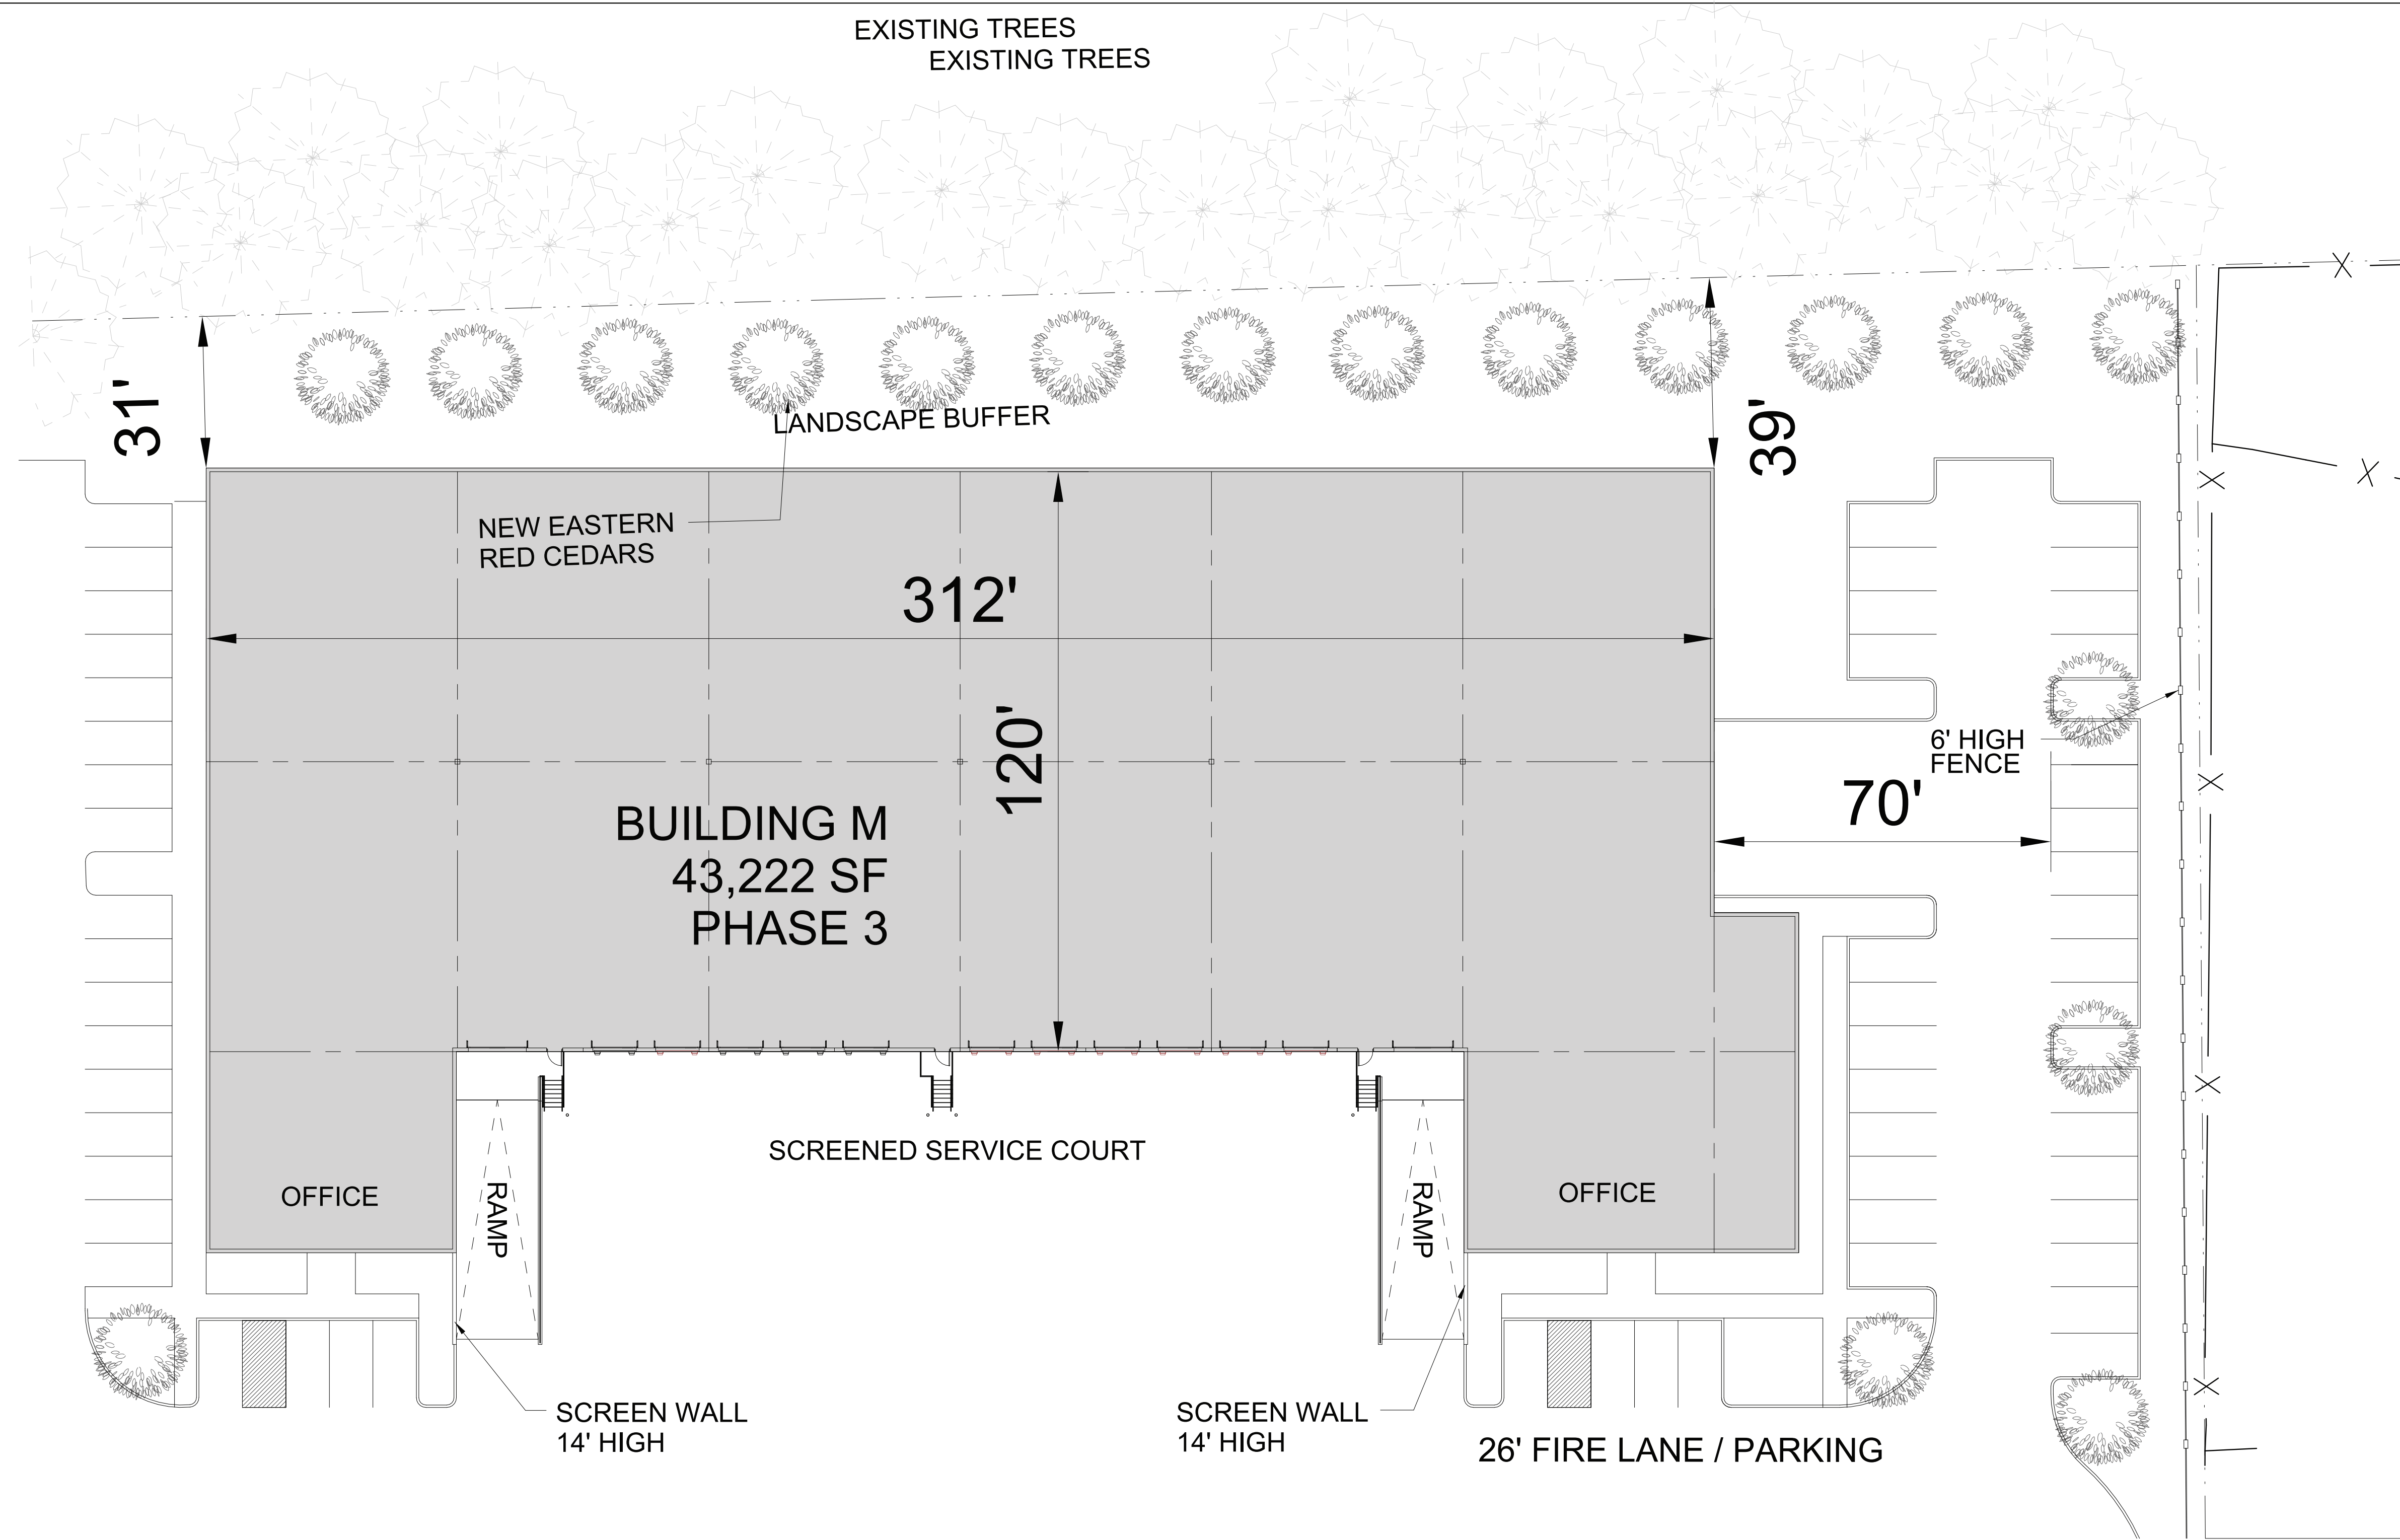 EXISTING TREES
EXISTING TREES
31'
39'
LANDSCAPE BUFFER
NEW EASTERN
RED CEDARS
312'
120'
6' HIGH
FENCE
70'
BUILDING M
43,222 SF
PHASE 3
SCREENED SERVICE COURT
OFFICE
RAMP
RAMP
OFFICE
SCREEN WALL
14' HIGH
SCREEN WALL
14' HIGH
26' FIRE LANE / PARKING